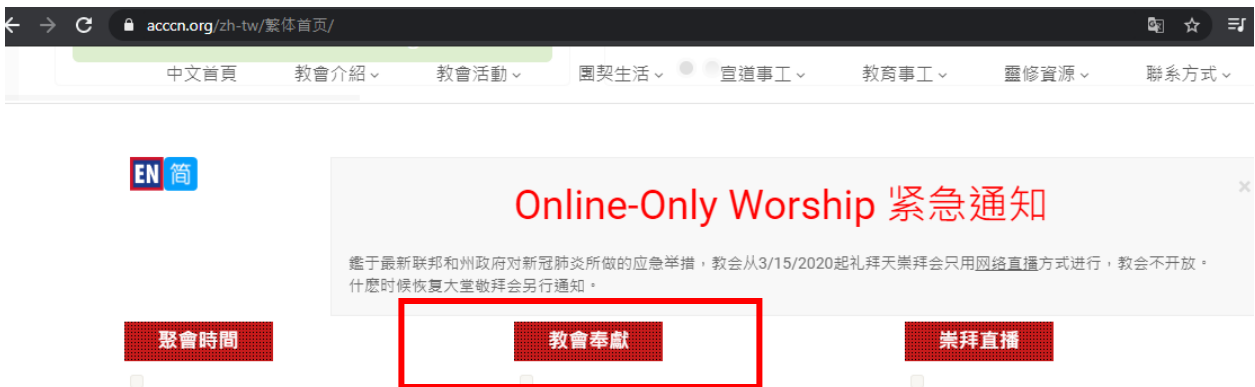 acccn.org/zh-tw/繁体首页/
中文首頁 教會介紹 教會活動 團契生活 宣道事工 教育事工 靈修資源 聯系方式
EN 简
Online-Only Worship 紧急通知
鑑于最新联邦和州政府对新冠肺炎所做的应急举措，教会从3/15/2020起礼拜天崇拜会只用网络直播方式进行，教会不开放。
什麽时候恢复大堂敬拜会另行通知。
聚會時間 教會奉獻 崇拜直播